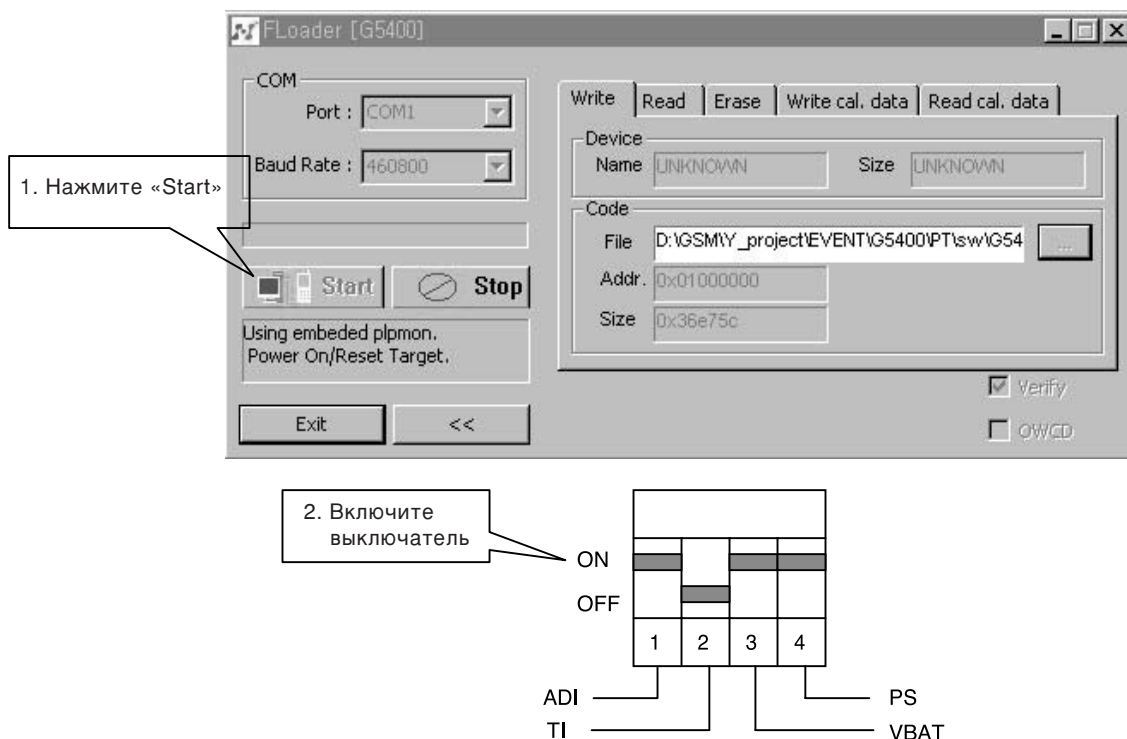 FLoader [G5400]
COM
Port : COM1
Baud Rate : 460800
1. Нажмите «Start»
Start
Stop
Using embeded plpmon.
Power On/Reset Target.
Exit
<<
Write
Read
Erase
Write cal. data
Read cal. data
Device
Name UNKNOWN
Size UNKNOWN
Code
File D:\GSM\Y_project\EVENT\G5400\PT\sw\G54
...
Addr. 0x01000000
Size 0x36e75c
Verify
OWCD
2. Включите
выключатель
ON
OFF
1 2 3 4
ADI PS
TI VBAT